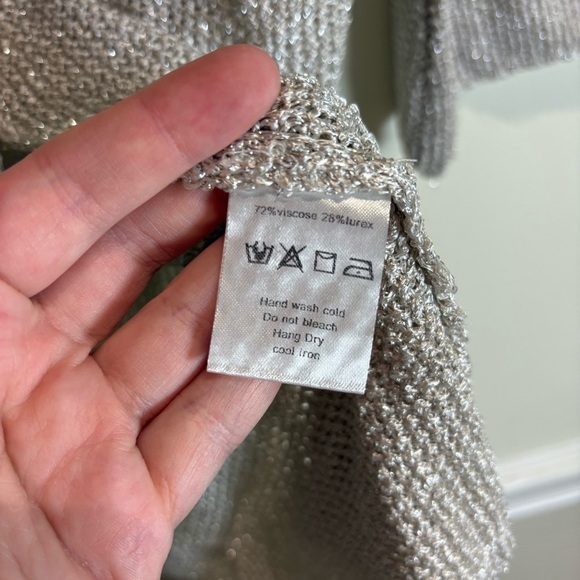 72%viscose 28%lurex
Hand wash cold
Do not bleach
Hang Dry
cool iron